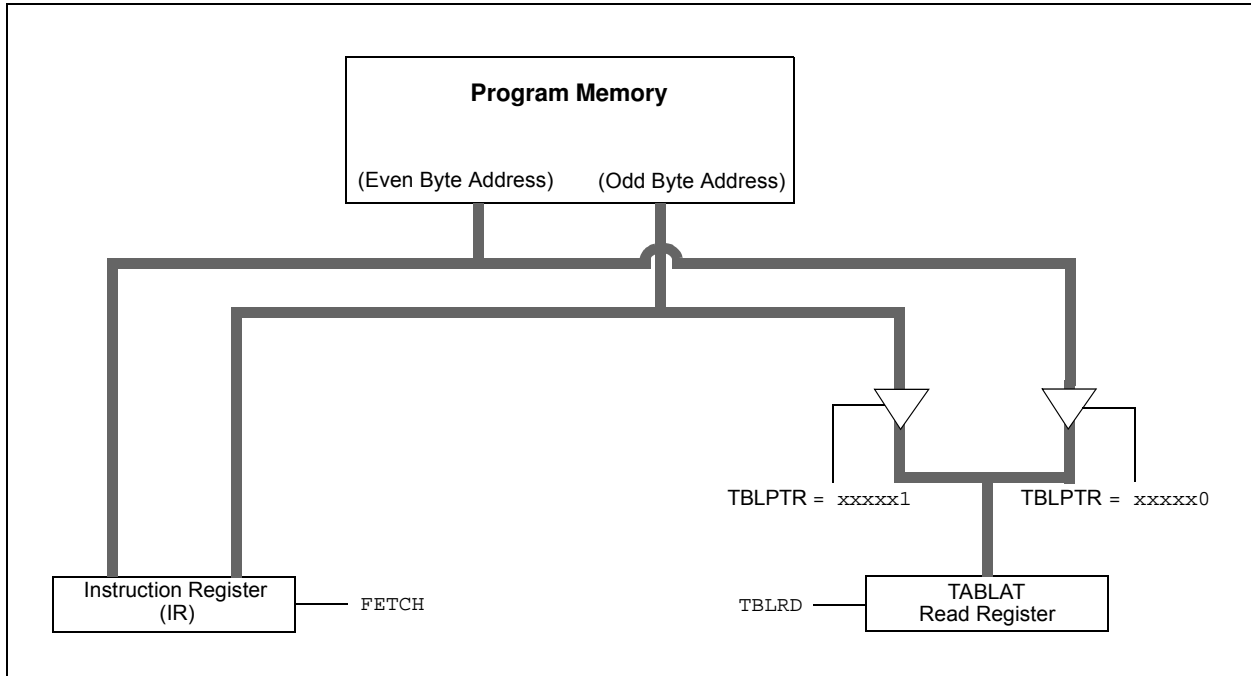 Program Memory
(Even Byte Address) (Odd Byte Address)
TBLPTR = xxxxx1 TBLPTR = xxxxx0
Instruction Register
(IR)
FETCH
TBLRD
TABLAT
Read Register